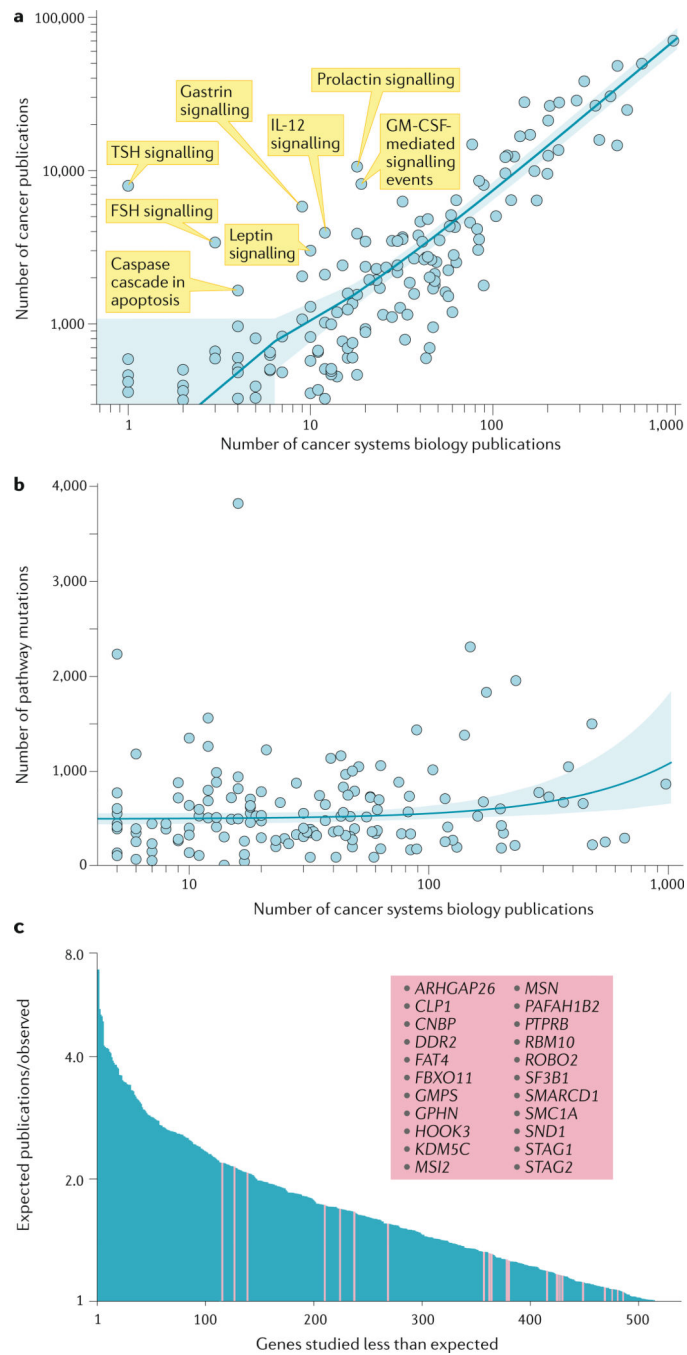 a
100,000
10,000
1,000
Number of cancer publications
TSH signalling
FSH signalling
Caspase
cascade in
apoptosis
Gastrin
signalling
Leptin
signalling
IL-12
signalling
Prolactin signalling
GM-CSF-
mediated
signalling
events
1
10
100
1,000
Number of cancer systems biology publications
b
4,000
3,000
2,000
1,000
0
Number of pathway mutations
10
100
1,000
Number of cancer systems biology publications
c
8.0
4.0
2.0
1
Expected publications/observed
• ARHGAP26
• CLP1
• CNBP
• DDR2
• FAT4
• FBXO11
• GMPS
• GPHN
• HOOK3
• KDM5C
• MSI2
• MSN
• PAFAH1B2
• PTPRB
• RBM10
• ROBO2
• SF3B1
• SMARCD1
• SMC1A
• SND1
• STAG1
• STAG2
1
100
200
300
400
500
Genes studied less than expected